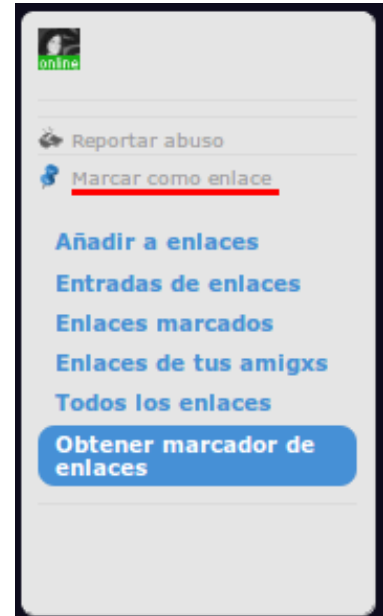 online
Reportar abuso
Marcar como enlace
Añadir a enlaces
Entradas de enlaces
Enlaces marcados
Enlaces de tus amigxs
Todos los enlaces
Obtener marcador de
enlaces